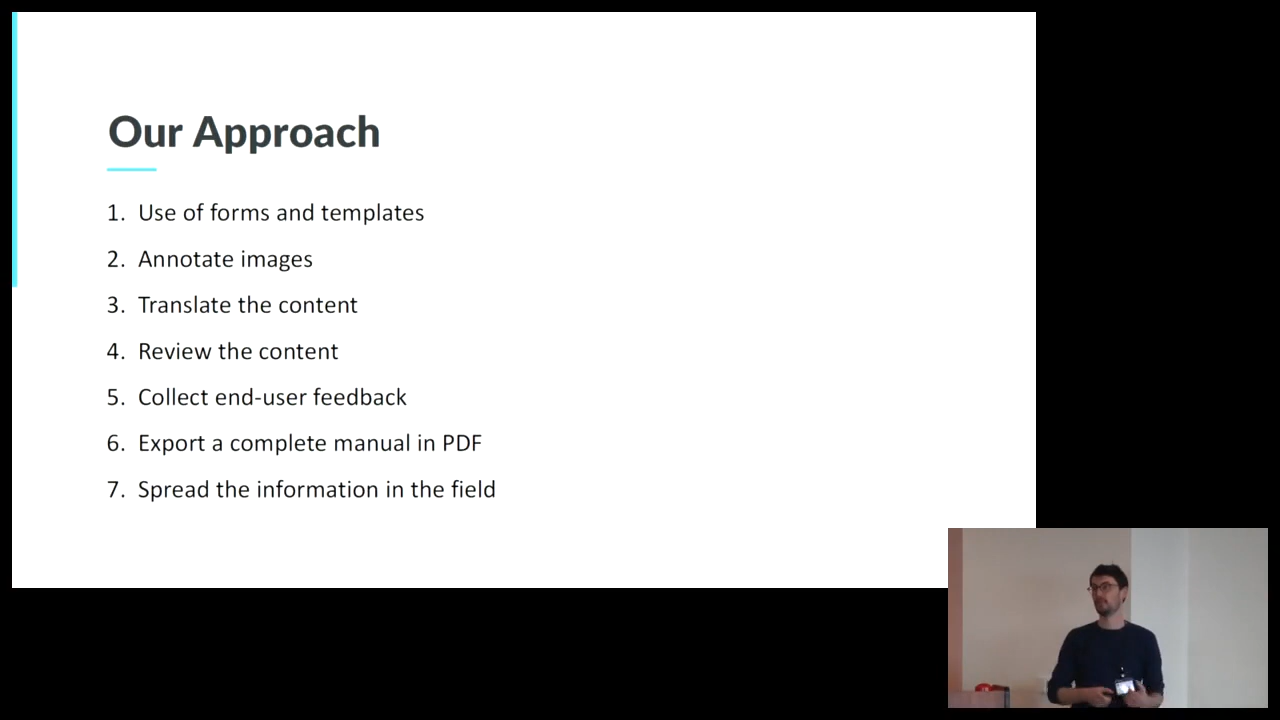 Our Approach
1. Use of forms and templates
2. Annotate images
3. Translate the content
4. Review the content
5. Collect end-user feedback
6. Export a complete manual in PDF
7. Spread the information in the field